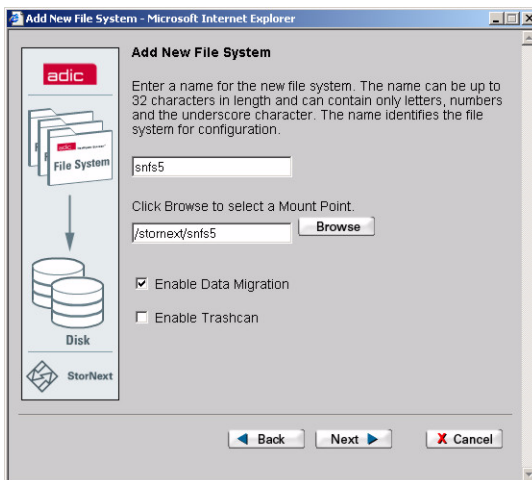 Add New File System - Microsoft Internet Explorer
adic
File System
Disk
StorNext
Add New File System
Enter a name for the new file system. The name can be up to
32 characters in length and can contain only letters, numbers
and the underscore character. The name identifies the file
system for configuration.
snfs5
Click Browse to select a Mount Point.
/stornext/snfs5
Browse
Enable Data Migration
Enable Trashcan
Back
Next
X Cancel